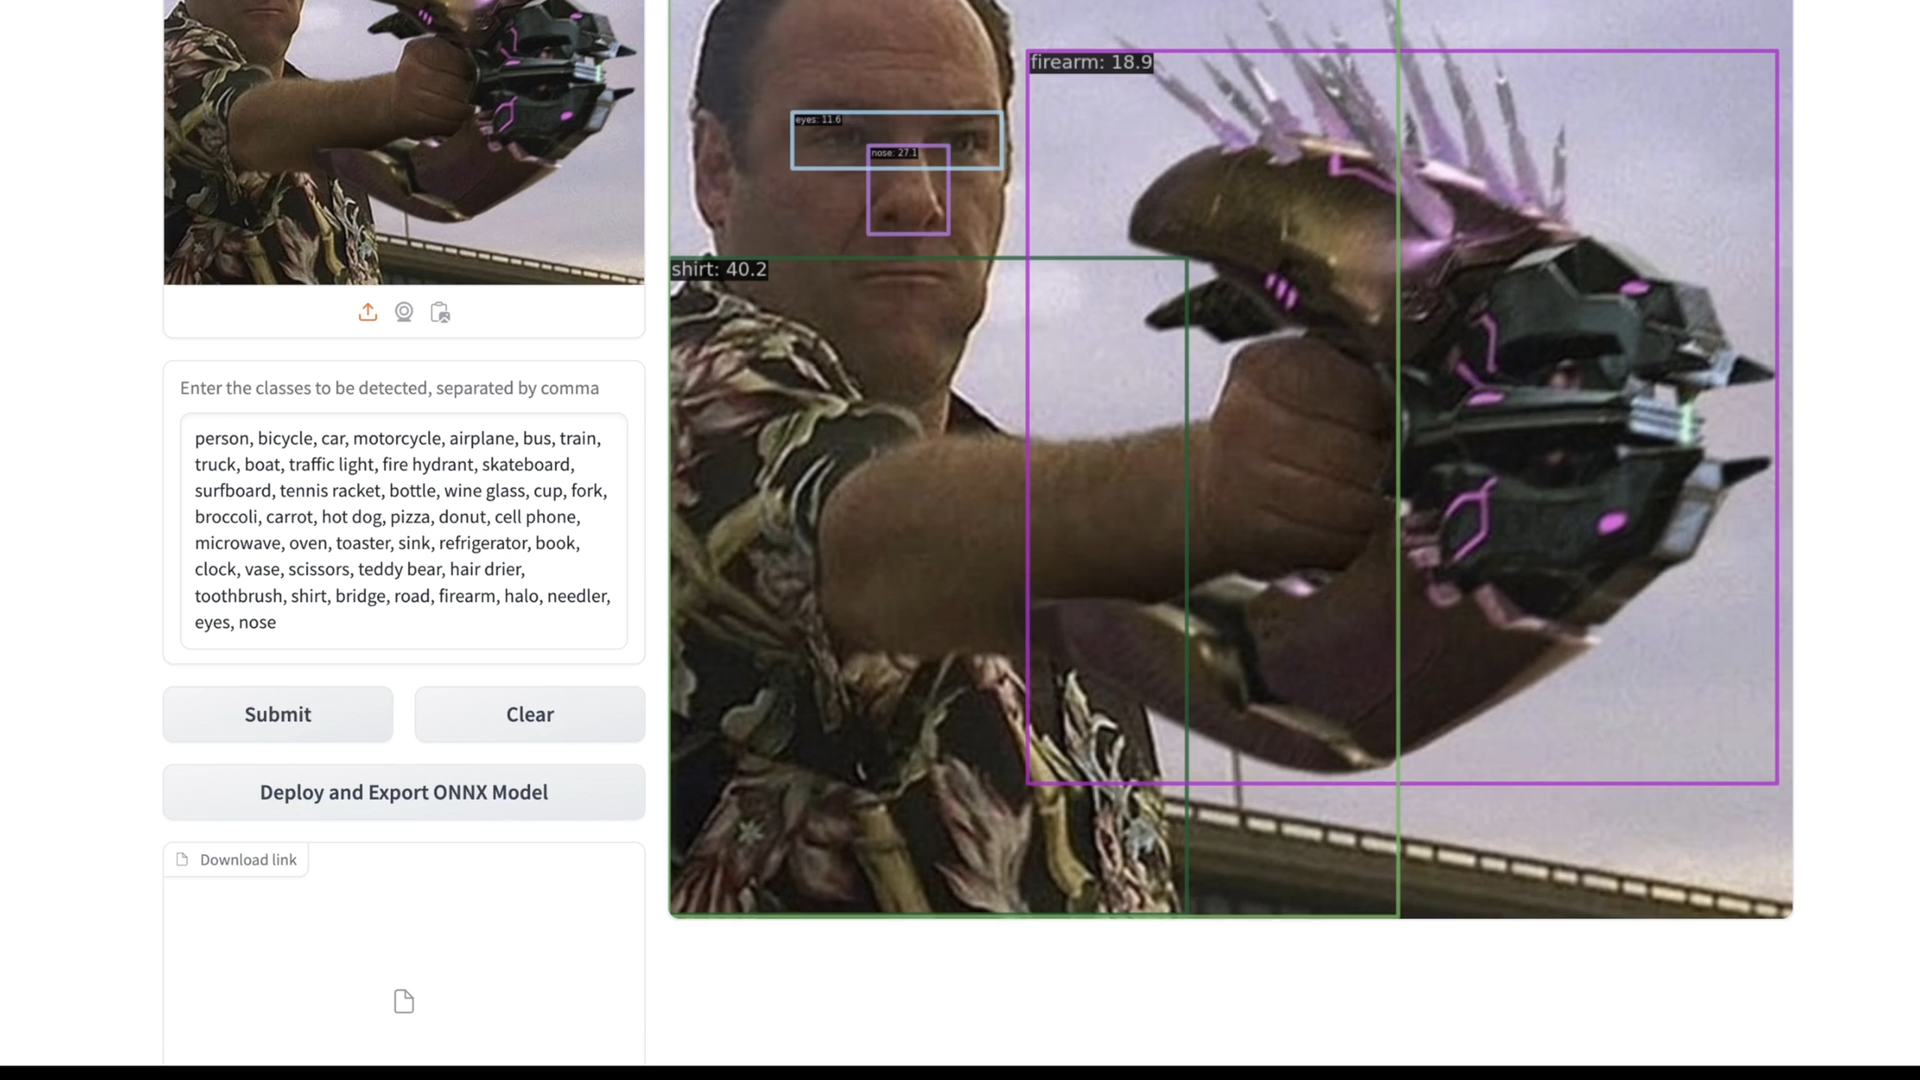 firearm: 18.9
eyes: 11.6
nose: 27.1
shirt: 40.2
Enter the classes to be detected, separated by comma
person, bicycle, car, motorcycle, airplane, bus, train,
truck, boat, traffic light, fire hydrant, skateboard,
surfboard, tennis racket, bottle, wine glass, cup, fork,
broccoli, carrot, hot dog, pizza, donut, cell phone,
microwave, oven, toaster, sink, refrigerator, book,
clock, vase, scissors, teddy bear, hair drier,
toothbrush, shirt, bridge, road, firearm, halo, needler,
eyes, nose
Submit
Clear
Deploy and Export ONNX Model
Download link